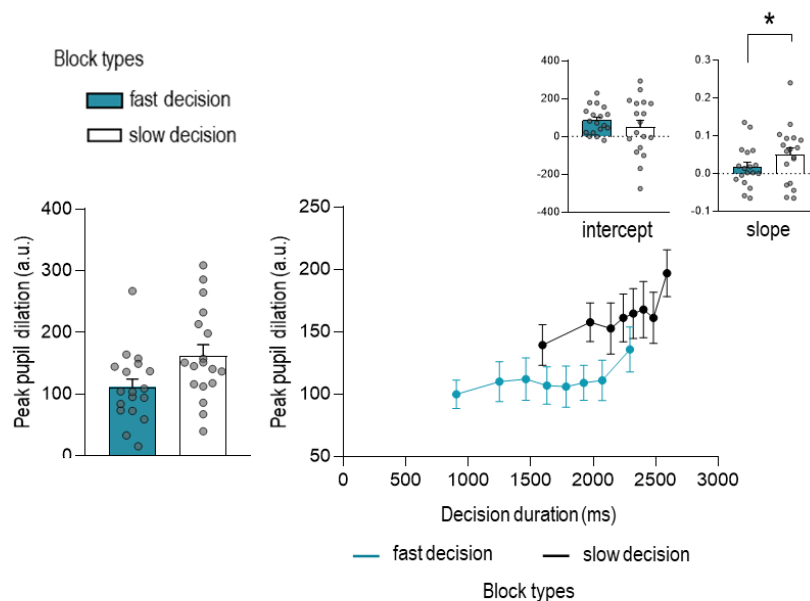 Block types
fast decision
slow decision
400
200
0
-200
-400
intercept
*
0.3
0.2
0.1
0.0
-0.1
slope
Peak pupil dilation (a.u.)
400
300
200
100
0
Peak pupil dilation (a.u.)
250
200
150
100
50
0
500
1000
1500
2000
2500
3000
Decision duration (ms)
fast decision
slow decision
Block types